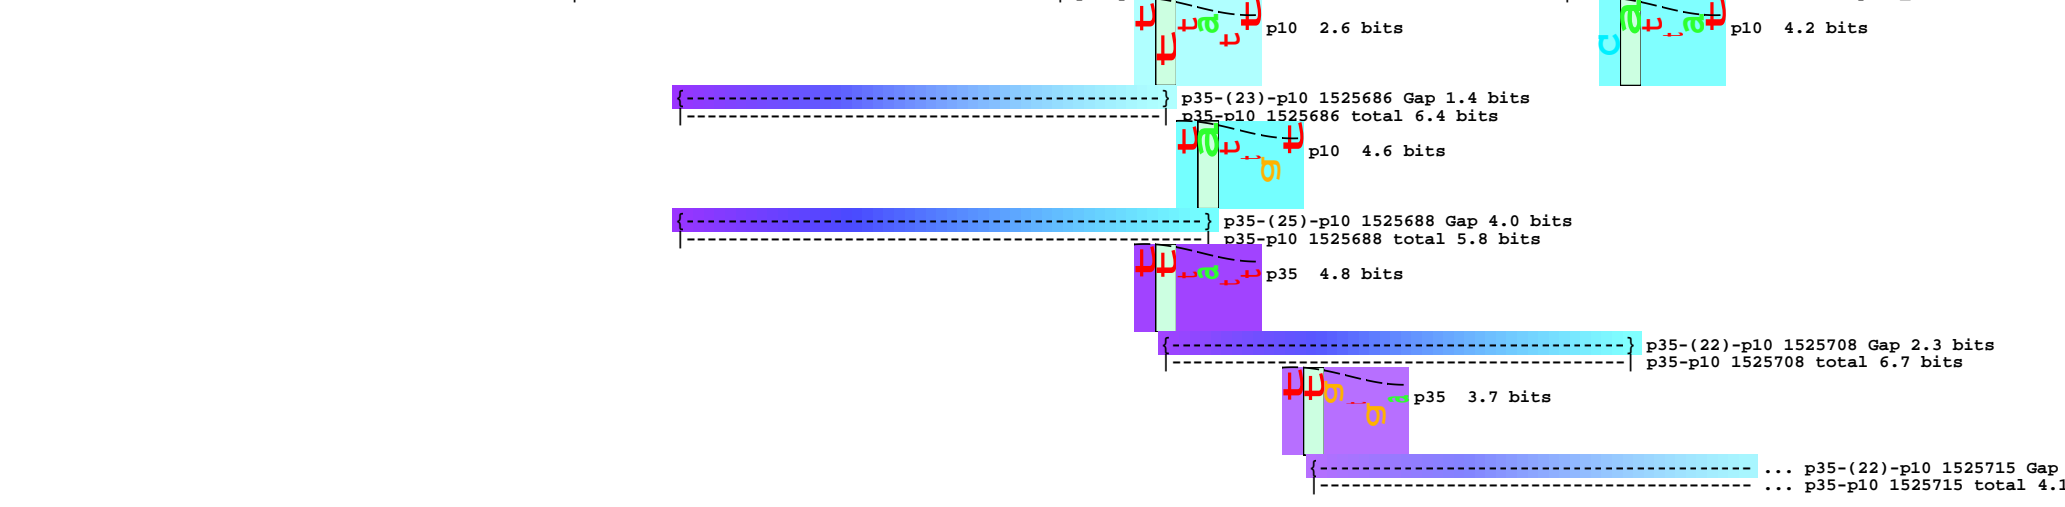 p10 2.6 bits
p10 4.2 bits
p35-(23)-p10 1525686 Gap 1.4 bits
p35-p10 1525686 total 6.4 bits
t a t t g t
p10 4.6 bits
p35-(25)-p10 1525688 Gap 4.0 bits
p35-p10 1525688 total 5.8 bits
t t t a t t
p35 4.8 bits
p35-(22)-p10 1525708 Gap 2.3 bits
p35-p10 1525708 total 6.7 bits
t t g t g a
p35 3.7 bits
... p35-(22)-p10 1525715 Gap
... p35-p10 1525715 total 4.1